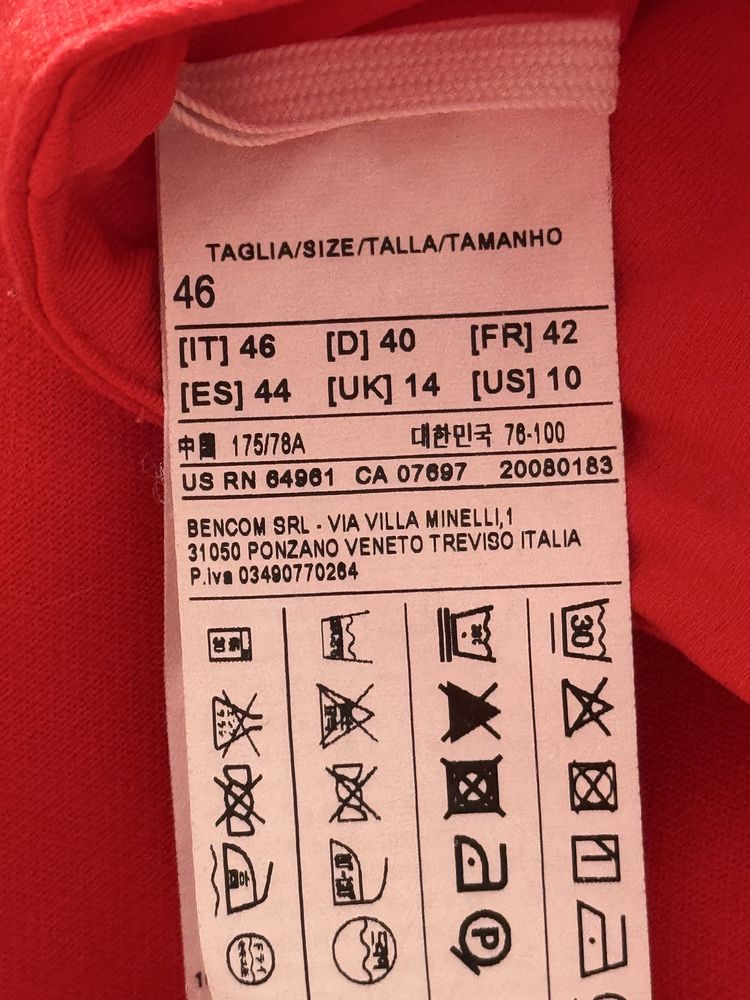 TAGLIA/SIZE/TALLA/TAMANHO
46
[IT] 46 [D] 40 [FR] 42
[ES] 44 [UK] 14 [US] 10
中國 175/78A 대한민국 76-100
US RN 64961 CA 07697 20080183
BENCOM SRL - VIA VILLA MINELLI,1
31050 PONZANO VENETO TREVISO ITALIA
P.iva 03490770264
30
P